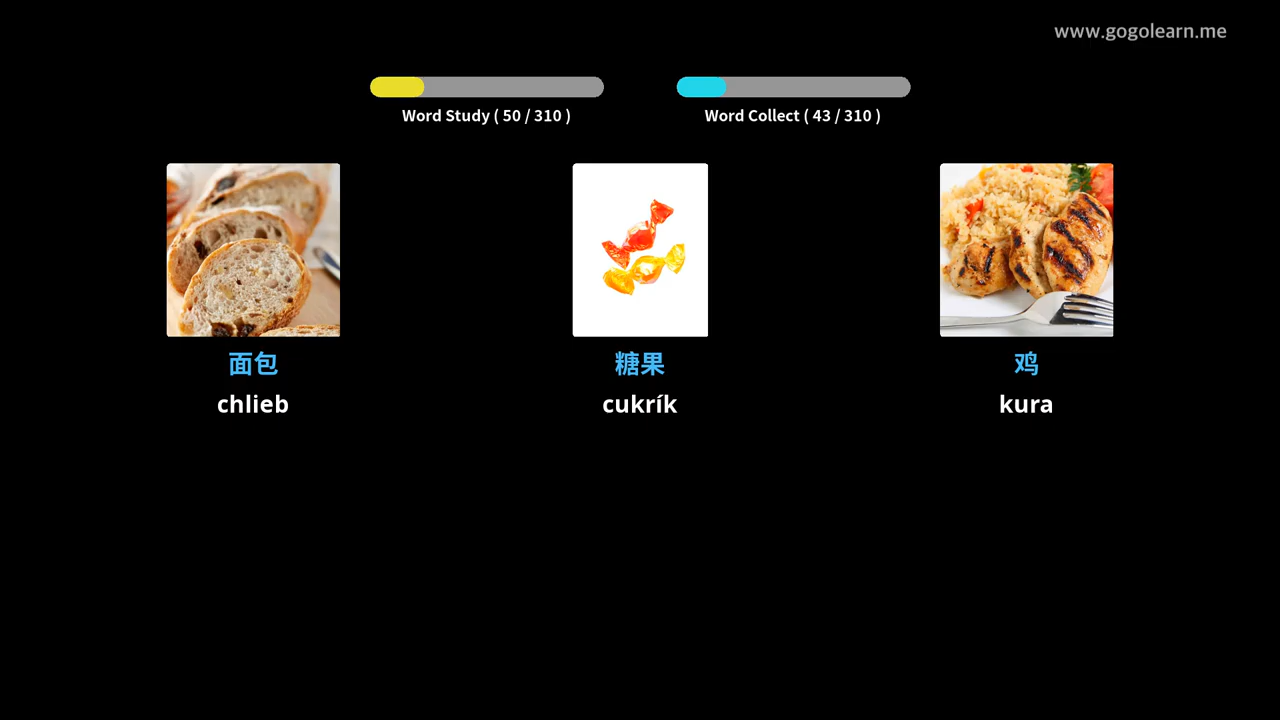 www.gogolearn.me
Word Study ( 50 / 310 )
Word Collect ( 43 / 310 )
面包
chlieb
糖果
cukrík
鸡
kura